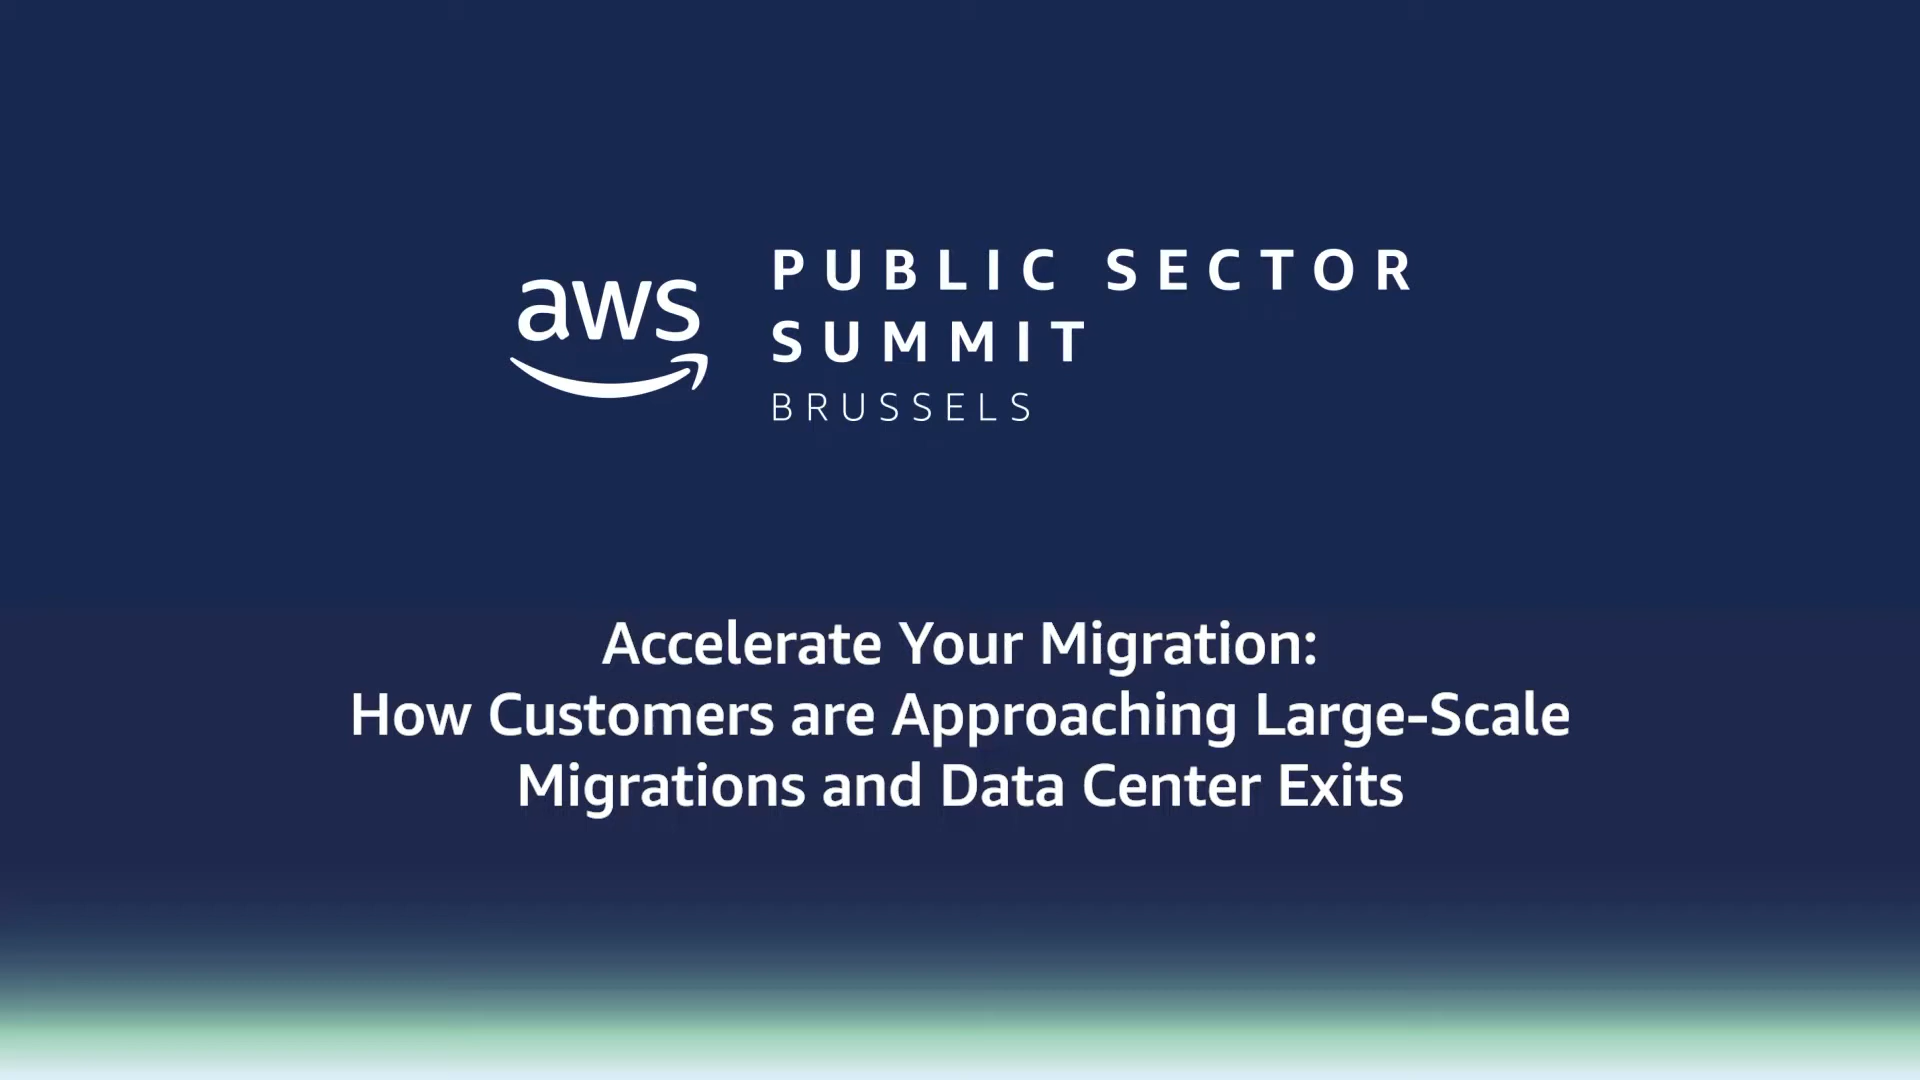 aws
PUBLIC SECTOR
SUMMIT
BRUSSELS
Accelerate Your Migration:
How Customers are Approaching Large-Scale
Migrations and Data Center Exits